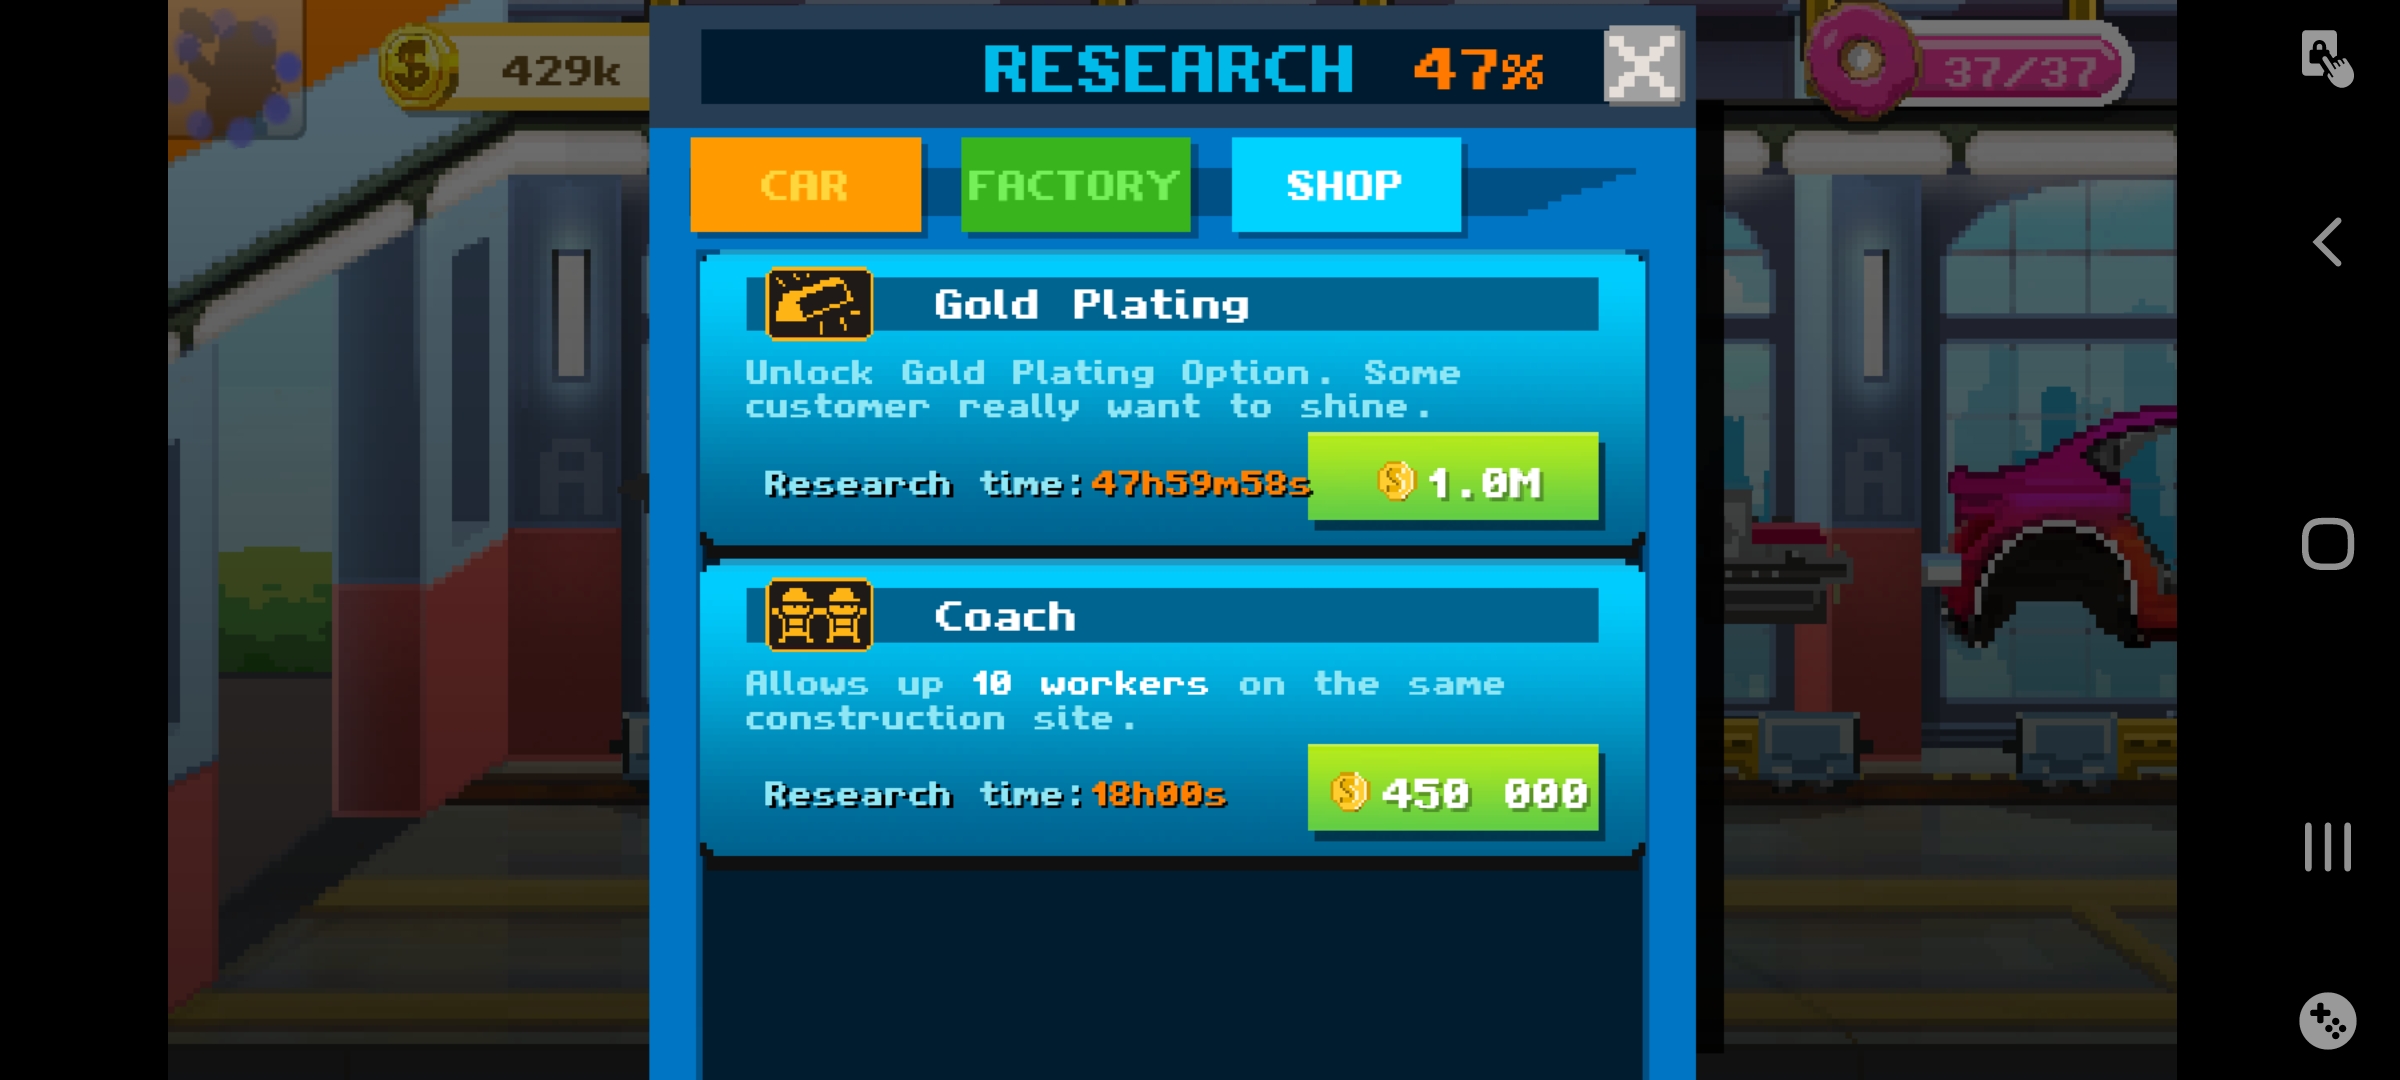 429k
RESEARCH 47%
37/37
CAR FACTORY SHOP
Gold Plating
Unlock Gold Plating Option. Some
customer really want to shine.
Research time:47h59m58s 1.0M
Coach
Allows up 10 workers on the same
construction site.
Research time:18h00s 450 000
A
A